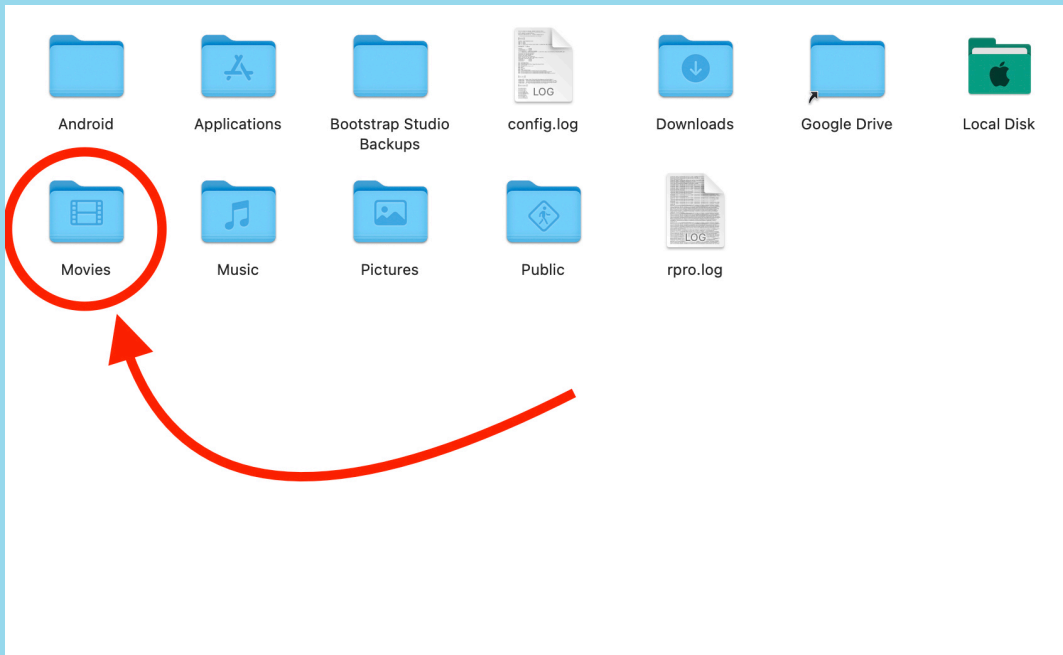 LOG
Android
Applications
Bootstrap Studio
Backups
config.log
Downloads
Google Drive
Local Disk
LOG
Movies
Music
Pictures
Public
rpro.log